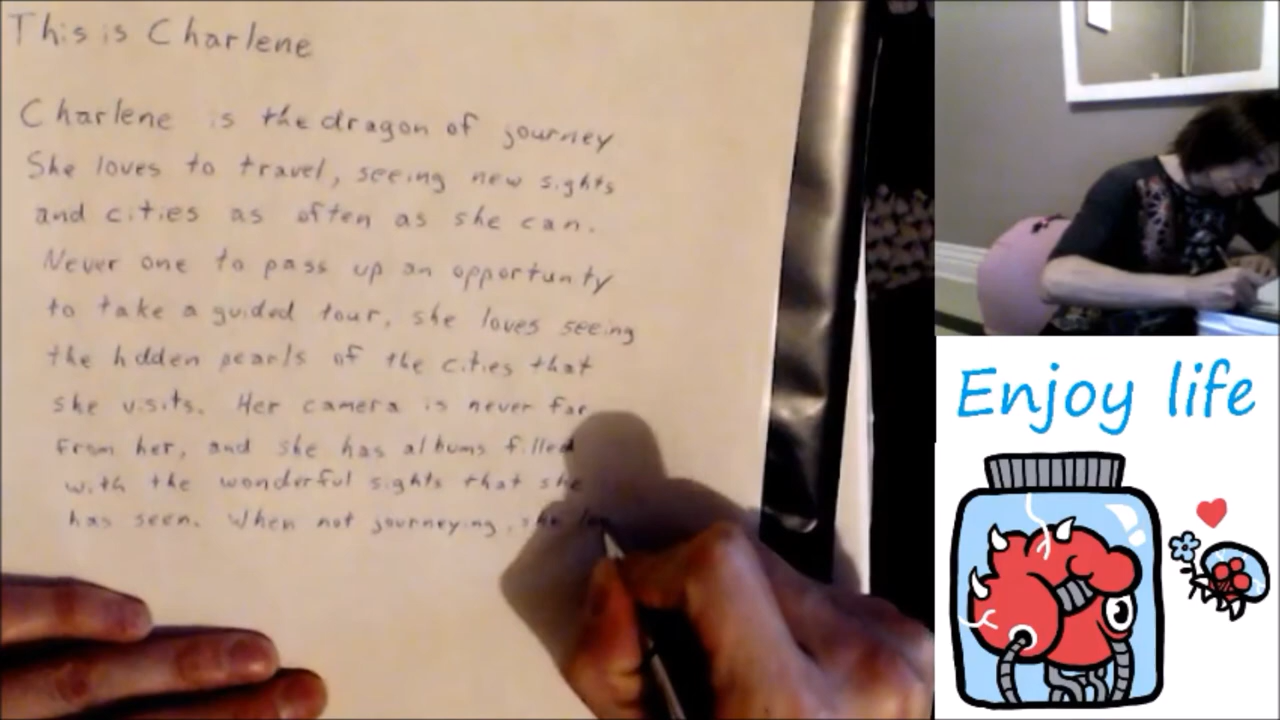 This is Charlene
Charlene is the dragon of journey
She loves to travel, seeing new sights
and cities as often as she can.
Never one to pass up an opportunity
to take a guided tour, she loves seeing
the hdden pearls of the cities that
she visits. Her camera is never far
from her, and she has albums filled
with the wonderful sights that she
has seen. When not journeying, she
Enjoy life